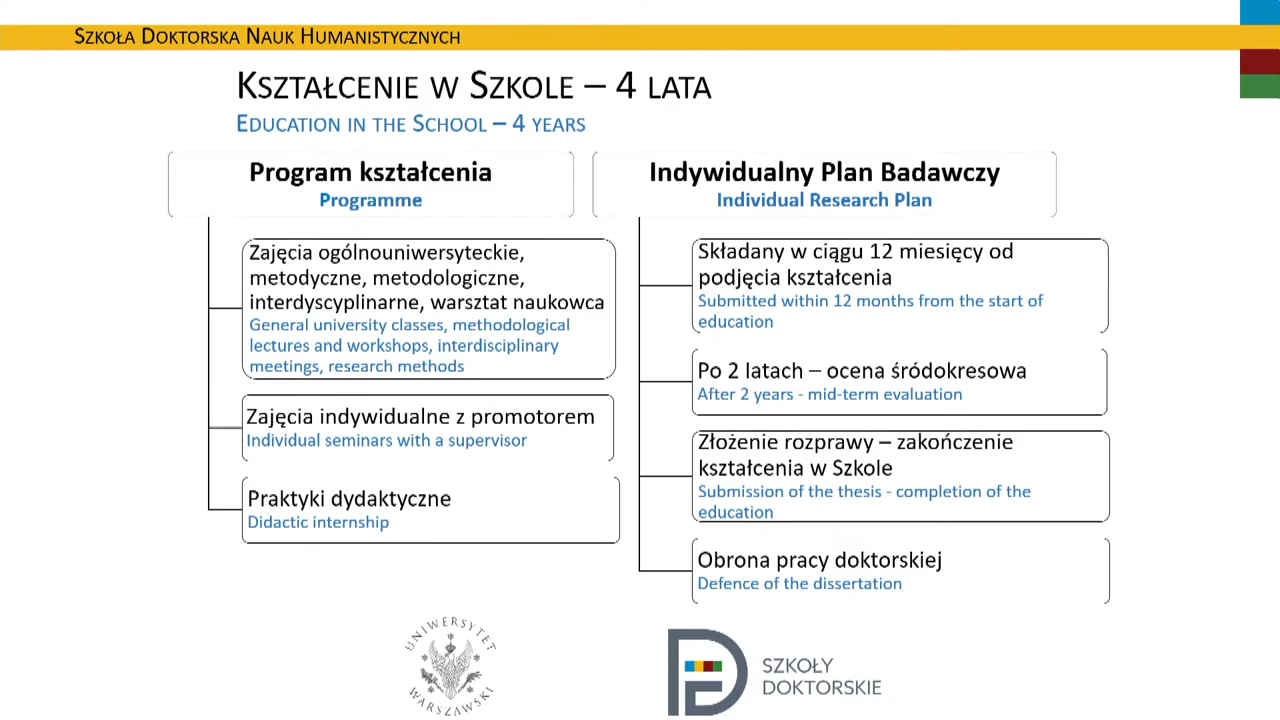 Szkoła Doktorska Nauk Humanistycznych
Kształcenie w Szkole – 4 lata
Education in the School – 4 years
Program kształcenia
Programme
Zajęcia ogólnouniwersyteckie,
metodyczne, metodologiczne,
interdyscyplinarne, warsztat naukowca
General university classes, methodological
lectures and workshops, interdisciplinary
meetings, research methods
Zajęcia indywidualne z promotorem
Individual seminars with a supervisor
Praktyki dydaktyczne
Didactic internship
Indywidualny Plan Badawczy
Individual Research Plan
Składany w ciągu 12 miesięcy od
podjęcia kształcenia
Submitted within 12 months from the start of
education
Po 2 latach – ocena śródokresowa
After 2 years - mid-term evaluation
Złożenie rozprawy – zakończenie
kształcenia w Szkole
Submission of the thesis - completion of the
education
Obrona pracy doktorskiej
Defence of the dissertation
UNIWERSYTET
WARSZAWSKI
SZKOŁY
DOKTORSKIE